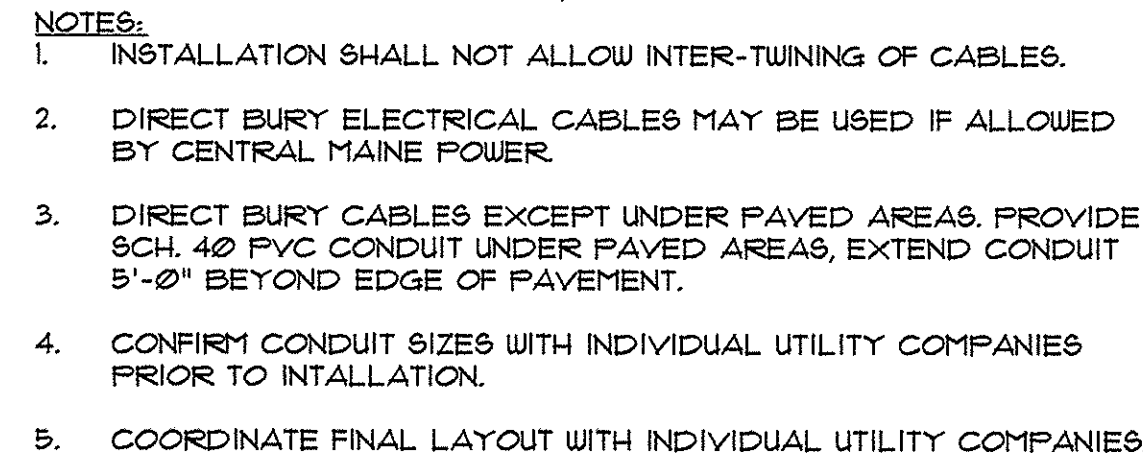 NOTES:
1. INSTALLATION SHALL NOT ALLOW INTER-TWINING OF CABLES.
2. DIRECT BURY ELECTRICAL CABLES MAY BE USED IF ALLOWED
BY CENTRAL MAINE POWER.
3. DIRECT BURY CABLES EXCEPT UNDER PAVED AREAS. PROVIDE
SCH. 40 PVC CONDUIT UNDER PAVED AREAS, EXTEND CONDUIT
5'-0" BEYOND EDGE OF PAVEMENT.
4. CONFIRM CONDUIT SIZES WITH INDIVIDUAL UTILITY COMPANIES
PRIOR TO INTALLATION.
5. COORDINATE FINAL LAYOUT WITH INDIVIDUAL UTILITY COMPANIES